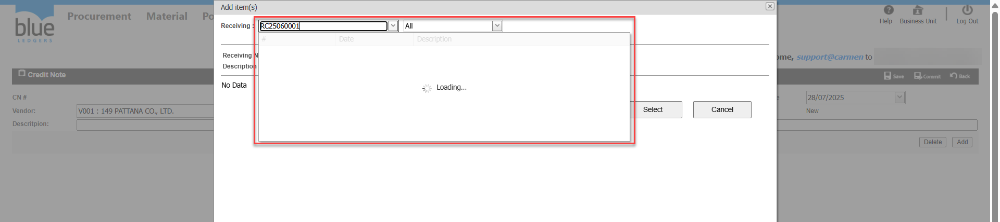 Add item(s)
blue
LEDGERS
Procurement Material Po
Help Business Unit Log Out
Receiving : RC25060001 All
# Date Description
Receiving N
Description
ome, support@carmen to
Credit Note
Save Commit Back
No Data
Loading...
CN #
e 28/07/2025
Vendor: V001 : 149 PATTANA CO., LTD.
New
Select Cancel
Descritpion:
Delete Add